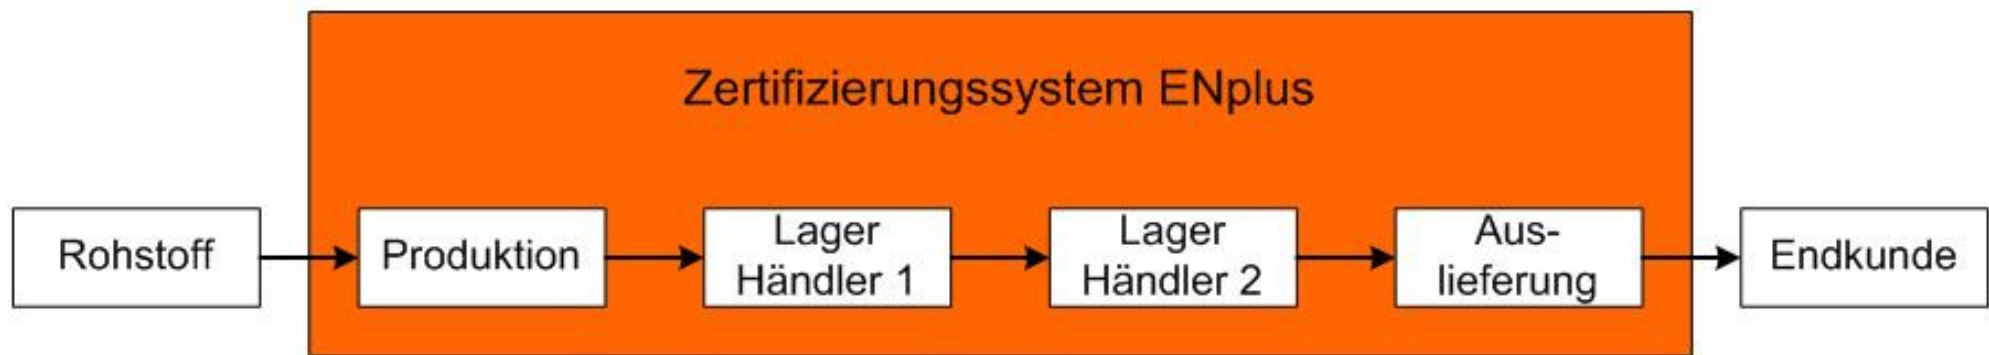 Zertifizierungssystem ENplus
Rohstoff
Produktion
Lager
Händler 1
Lager
Händler 2
Aus-
lieferung
Endkunde